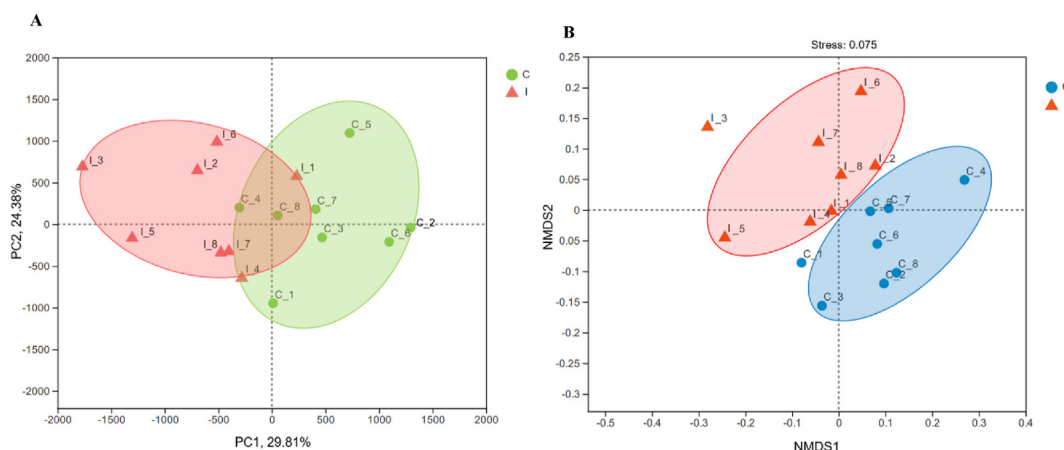 A
2000
1500
1000
500
0
-500
-1000
-1500
-2000
PC2, 24.38%
-2000
-1500
-1000
-500
0
500
1000
1500
2000
PC1, 29.81%
C
I
I_3
I_6
I_2
I_5
I_8
I_7
I_4
I_1
C_5
C_4
C_8
C_7
C_3
C_6
C_2
C_1
B
Stress: 0.075
0.25
0.2
0.15
0.1
0.05
0
-0.05
-0.1
-0.15
-0.2
-0.25
-0.3
NMDS2
-0.5
-0.4
-0.3
-0.2
-0.1
0
0.1
0.2
0.3
0.4
NMDS1
I_3
I_6
I_7
I_2
I_8
I_1
I_4
I_5
C_4
C_5
C_7
C_6
C_8
C_2
C_1
C_3